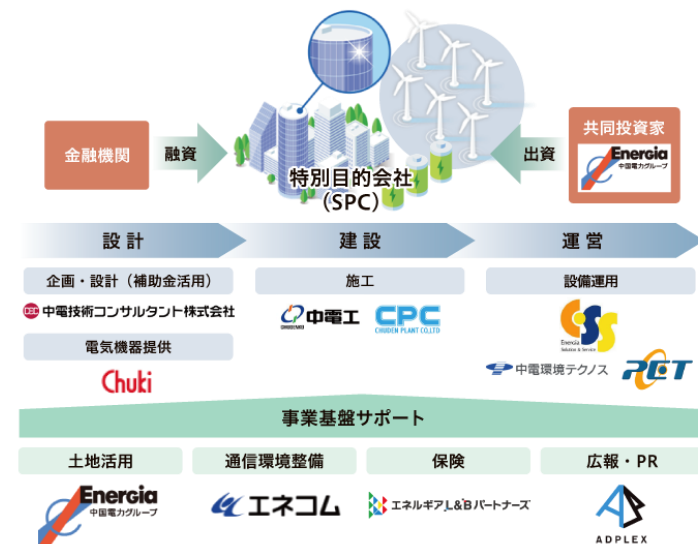 金融機関
融資
特別目的会社
（SPC）
出資
共同投資家
Energia
中国電力グループ
設計
建設
運営
企画・設計（補助金活用）
施工
設備運用
CEC 中電技術コンサルタント株式会社
CHUDENKO 中電工
CPC
CHUDEN PLANT CO.,LTD
ESS
Energia
Solution & Service
電気機器提供
中電環境テクノス
PET
Chuki
事業基盤サポート
土地活用
通信環境整備
保険
広報・PR
Energia
中国電力グループ
エネコム
エネルギアL&Bパートナーズ
ADPLEX